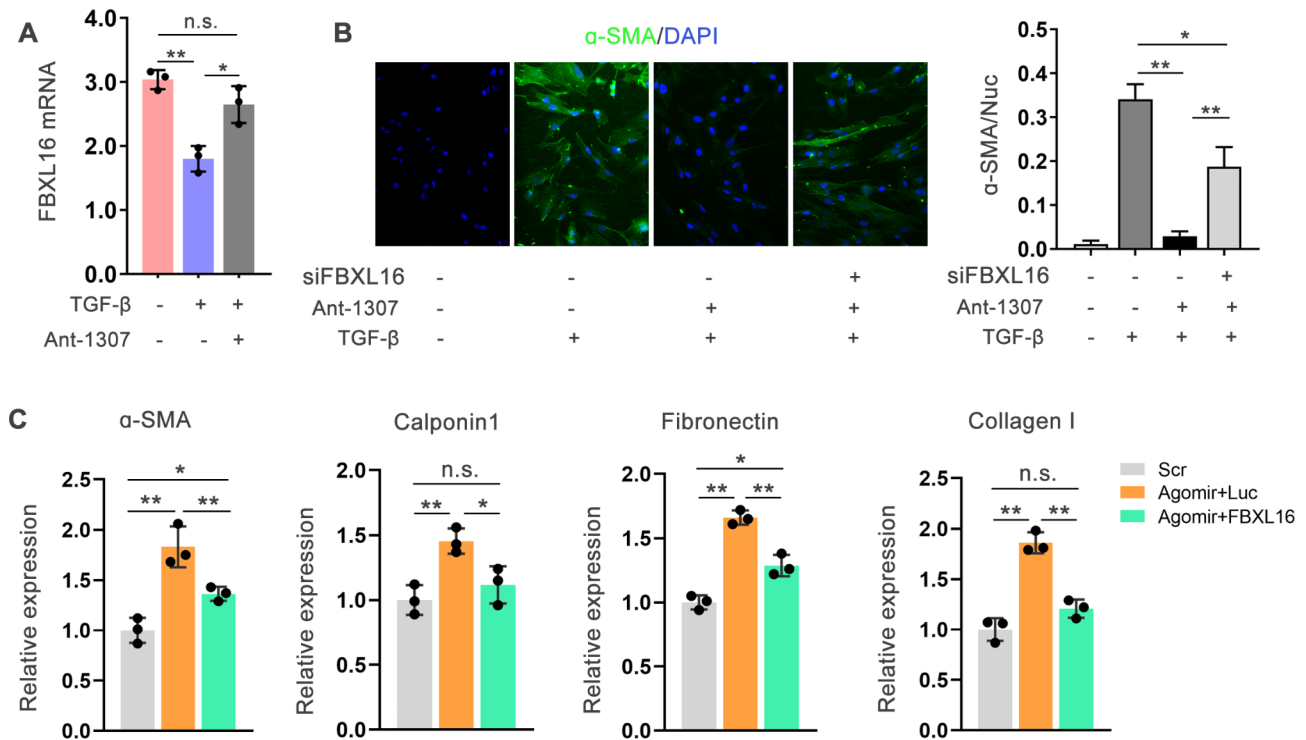 A
FBXL16 mRNA
4.0
3.0
2.0
1.0
0.0
n.s.
**
*
TGF-β - + +
Ant-1307 - - +
B
α-SMA/DAPI
siFBXL16 - - - +
Ant-1307 - - + +
TGF-β - + + +
α-SMA/Nuc
0.4
0.3
0.2
0.1
0.0
*
**
**
siFBXL16 - - - +
Ant-1307 - - + +
TGF-β - + + +
C
α-SMA
Relative expression
2.5
2.0
1.5
1.0
0.5
0.0
*
** **
Calponin1
Relative expression
2.0
1.5
1.0
0.5
0.0
n.s.
** *
Fibronectin
Relative expression
2.0
1.5
1.0
0.5
0.0
*
** **
Collagen I
Relative expression
2.5
2.0
1.5
1.0
0.5
0.0
n.s.
** **
Scr
Agomir+Luc
Agomir+FBXL16